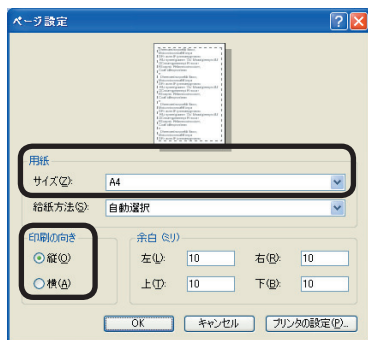 ページ設定
用紙
サイズ(Z): A4
給紙方法(S): 自動選択
印刷の向き
縦(O)
横(A)
余白 (ミリ)
左(L): 10 右(R): 10
上(T): 10 下(B): 10
OK キャンセル プリンタの設定(P)...